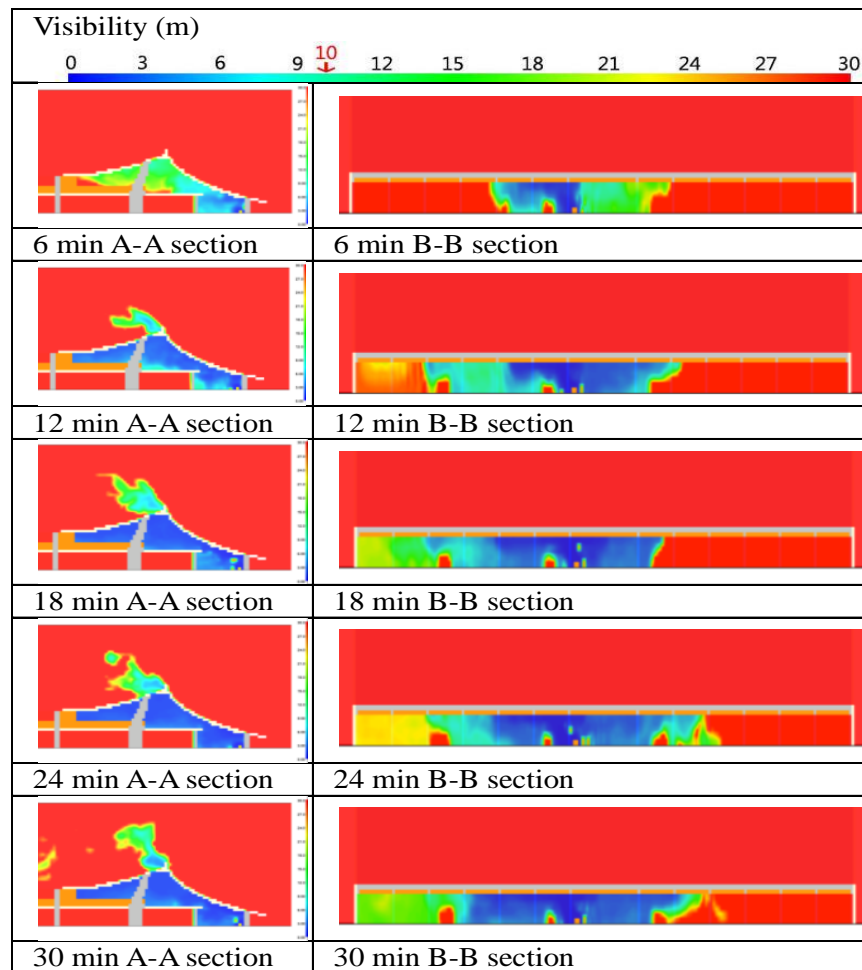 Visibility (m)
10
0 3 6 9 12 15 18 21 24 27 30
6 min A-A section 6 min B-B section
12 min A-A section 12 min B-B section
18 min A-A section 18 min B-B section
24 min A-A section 24 min B-B section
30 min A-A section 30 min B-B section